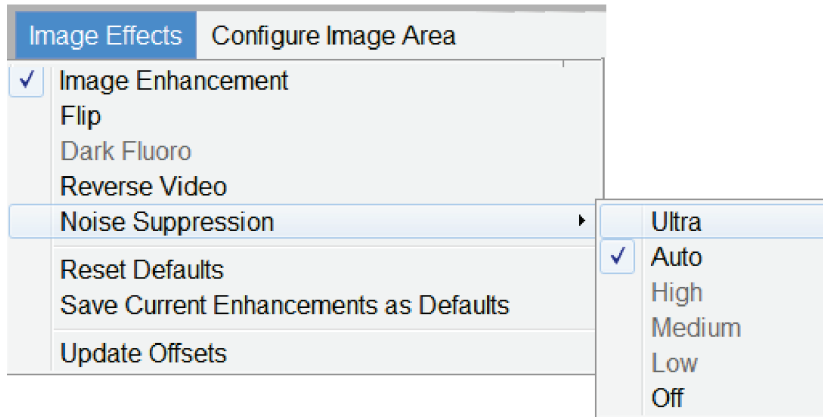 Image Effects Configure Image Area
Image Enhancement
Flip
Dark Fluoro
Reverse Video
Noise Suppression
Reset Defaults
Save Current Enhancements as Defaults
Update Offsets
Ultra
Auto
High
Medium
Low
Off